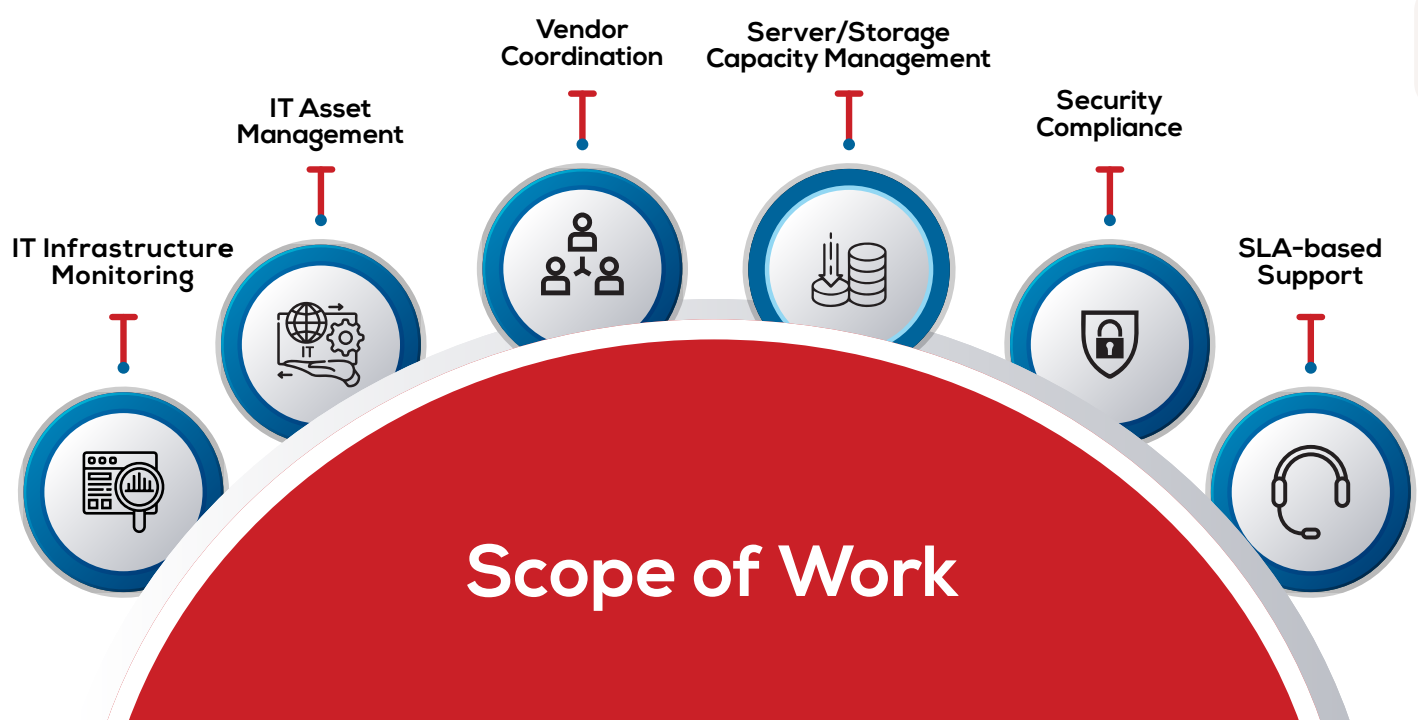 IT Infrastructure
Monitoring
IT Asset
Management
IT
Vendor
Coordination
Server/Storage
Capacity Management
Security
Compliance
SLA-based
Support
Scope of Work